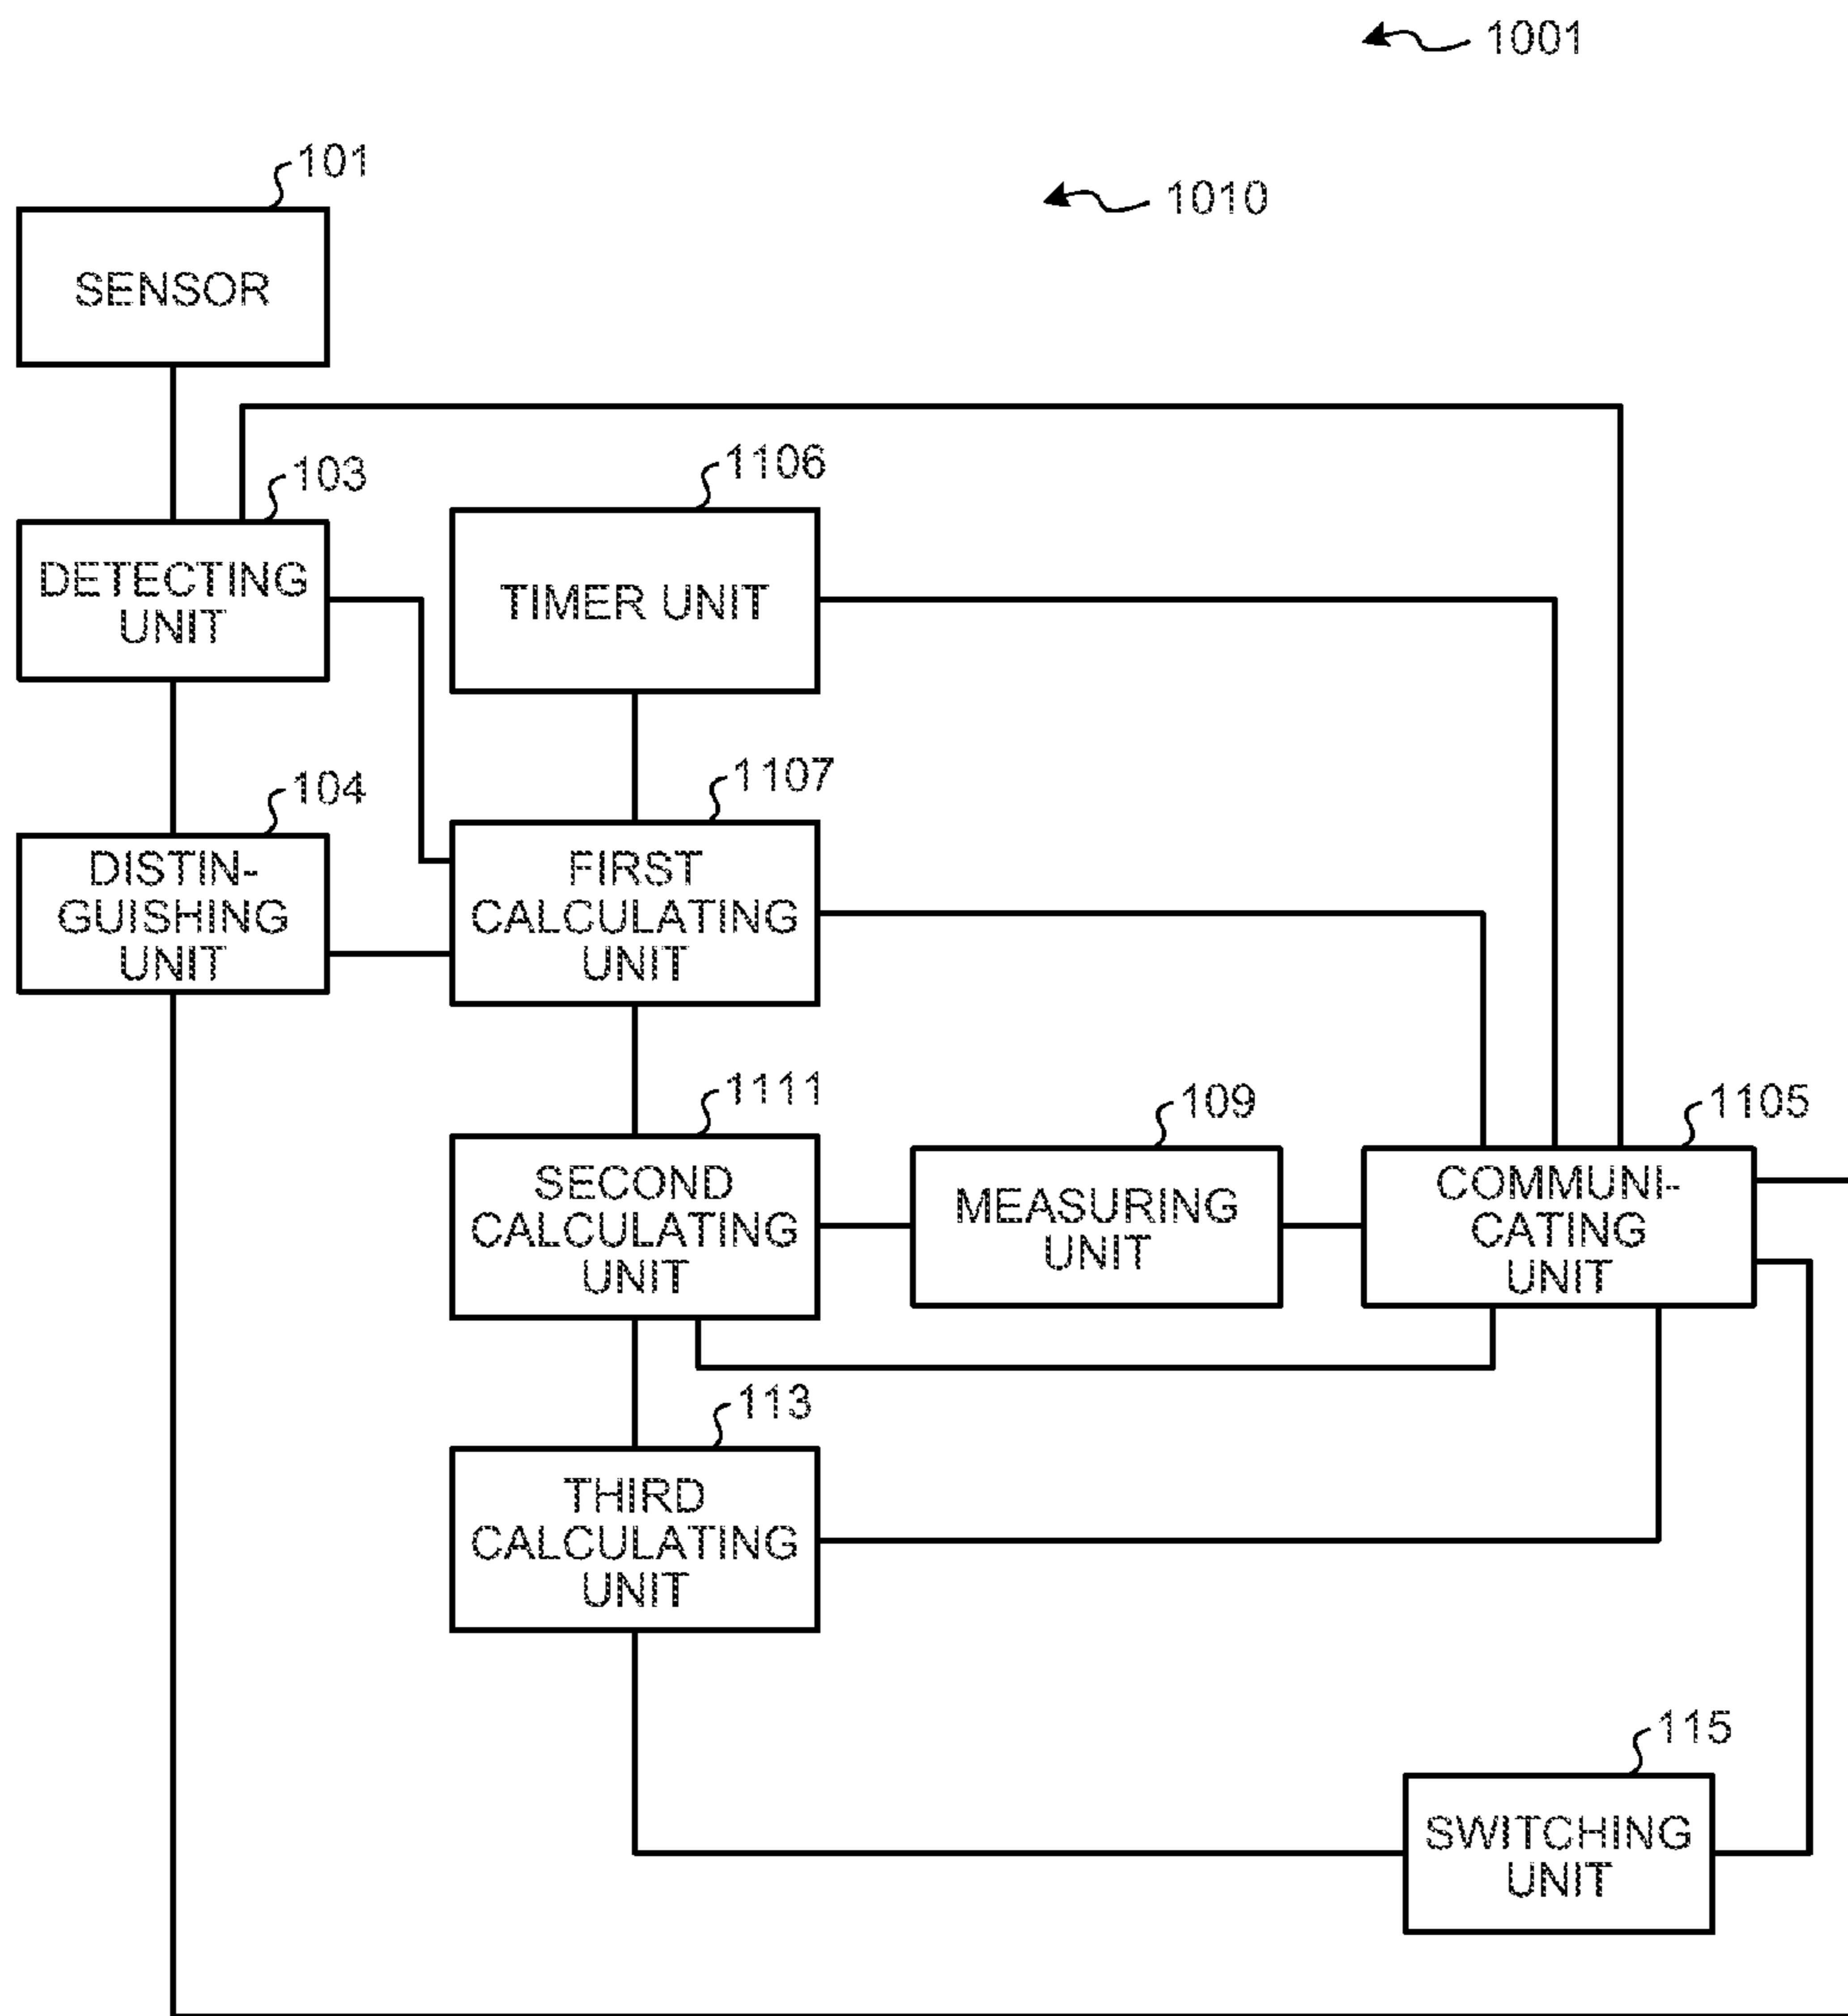 1001
1010
101
SENSOR
103
DETECTING
UNIT
1106
TIMER UNIT
104
DISTIN-
GUISHING
UNIT
1107
FIRST
CALCULATING
UNIT
1111
SECOND
CALCULATING
UNIT
109
MEASURING
UNIT
1105
COMMUNI-
CATING
UNIT
113
THIRD
CALCULATING
UNIT
115
SWITCHING
UNIT